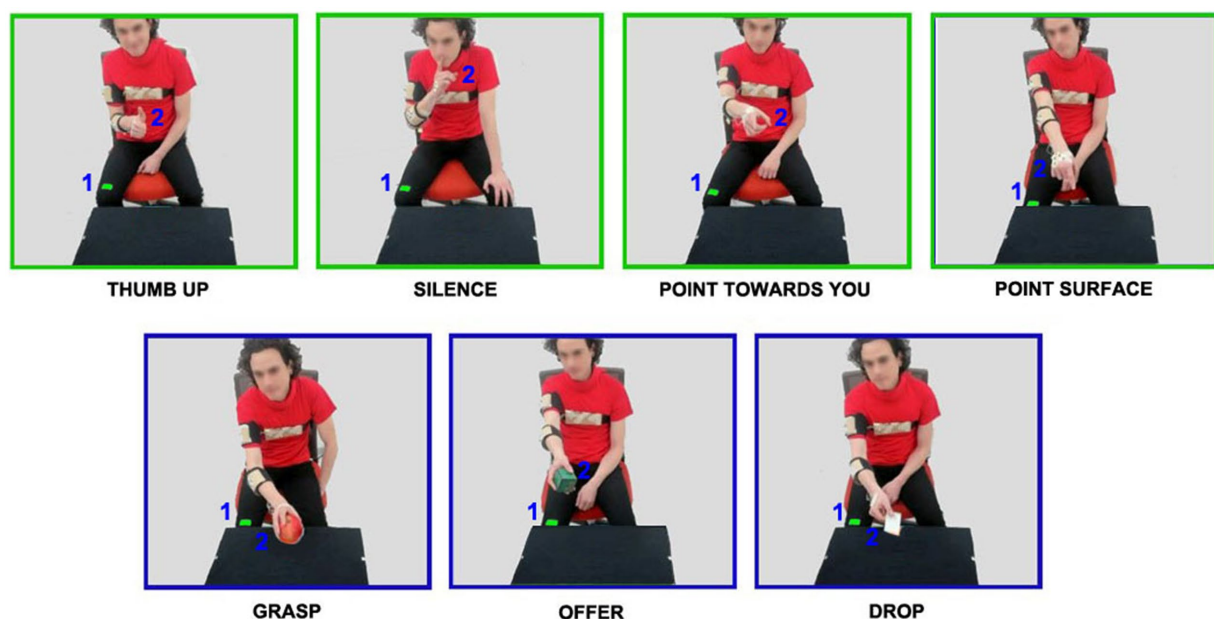 2
1
THUMB UP
2
1
SILENCE
2
1
POINT TOWARDS YOU
2
1
POINT SURFACE
1
2
GRASP
2
1
OFFER
1
2
DROP